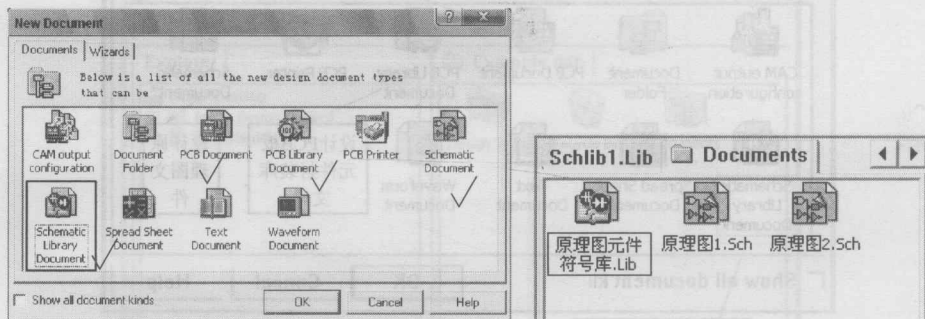 New Document
Documents
Wizards
Below is a list of all the new design document types
that can be
CAM output
configuration
Document
Folder
PCB Document
PCB Library
Document
PCB Printer
Schematic
Document
Schematic
Library
Document
Spread Sheet
Document
Text
Document
Waveform
Document
Show all document kinds
OK
Cancel
Help
Schlib1.Lib
Documents
原理图元件
符号库.Lib
原理图1.Sch
原理图2.Sch